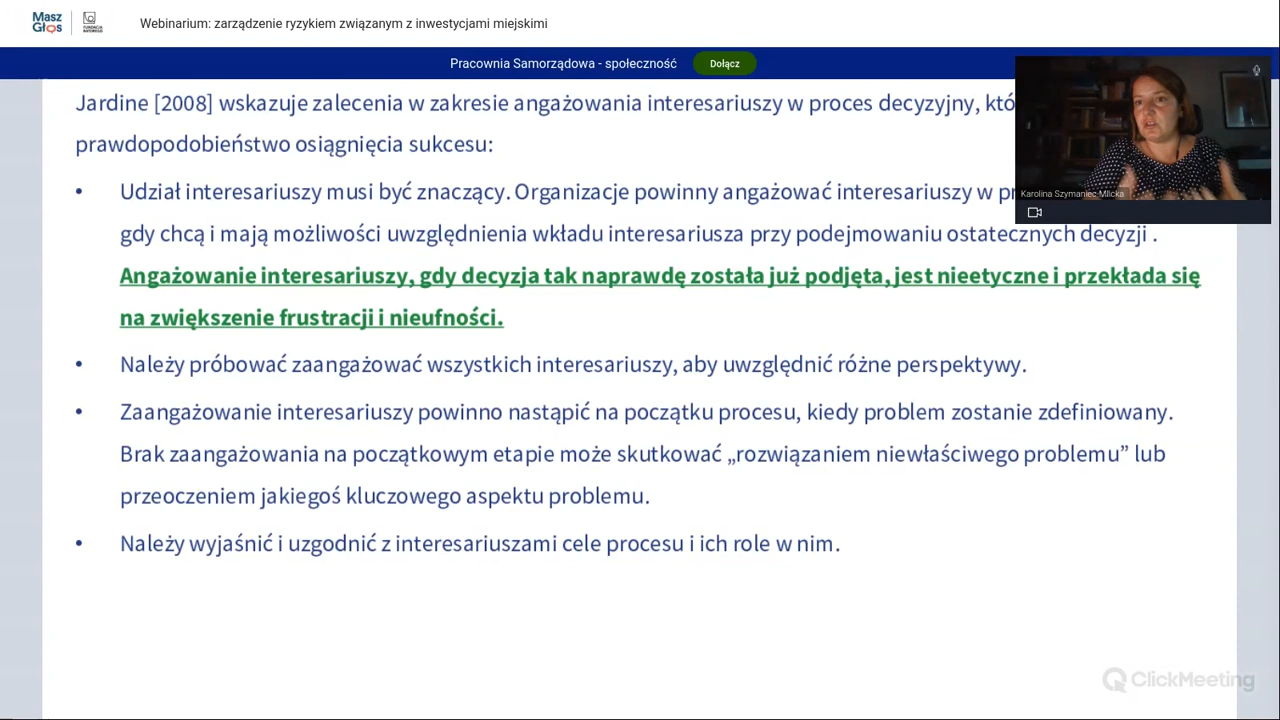 Masz
Głos
FUNDACJA
BATOREGO
Webinarium: zarządzenie ryzykiem związanym z inwestycjami miejskimi
Pracownia Samorządowa - społeczność
Dołącz
Jardine [2008] wskazuje zalecenia w zakresie angażowania interesariuszy w proces decyzyjny, któ
prawdopodobieństwo osiągnięcia sukcesu:
• Udział interesariuszy musi być znaczący. Organizacje powinny angażować interesariuszy w pr
gdy chcą i mają możliwości uwzględnienia wkładu interesariusza przy podejmowaniu ostatecznych decyzji .
Angażowanie interesariuszy, gdy decyzja tak naprawdę została już podjęta, jest nieetyczne i przekłada się
na zwiększenie frustracji i nieufności.
• Należy próbować zaangażować wszystkich interesariuszy, aby uwzględnić różne perspektywy.
• Zaangażowanie interesariuszy powinno nastąpić na początku procesu, kiedy problem zostanie zdefiniowany.
Brak zaangażowania na początkowym etapie może skutkować „rozwiązaniem niewłaściwego problemu” lub
przeoczeniem jakiegoś kluczowego aspektu problemu.
• Należy wyjaśnić i uzgodnić z interesariuszami cele procesu i ich role w nim.
Karolina Szymaniec-Mlicka
ClickMeeting